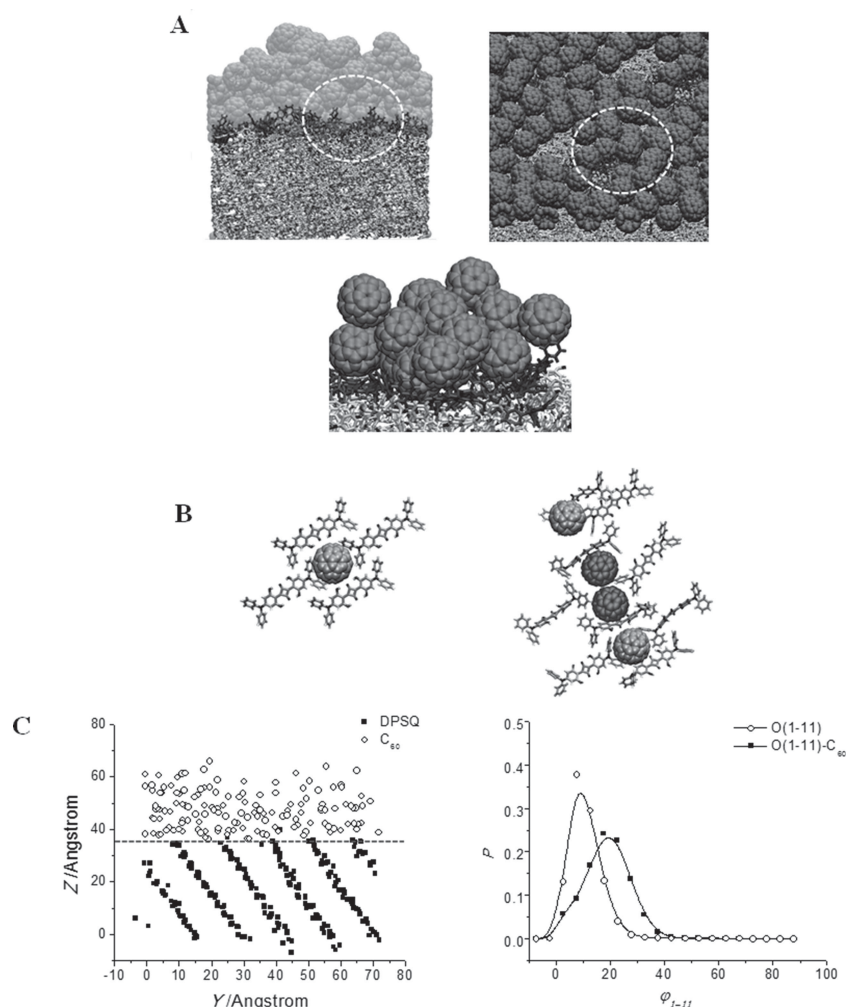 A
B
C
80
60
40
20
0
-10 0 10 20 30 40 50 60 70 80
Z/Angstrom
Y/Angstrom
DPSQ
C₆₀
0.5
0.4
0.3
0.2
0.1
0.0
0 20 40 60 80 100
P
φ₁₋₁₁
O(1-11)
O(1-11)-C₆₀